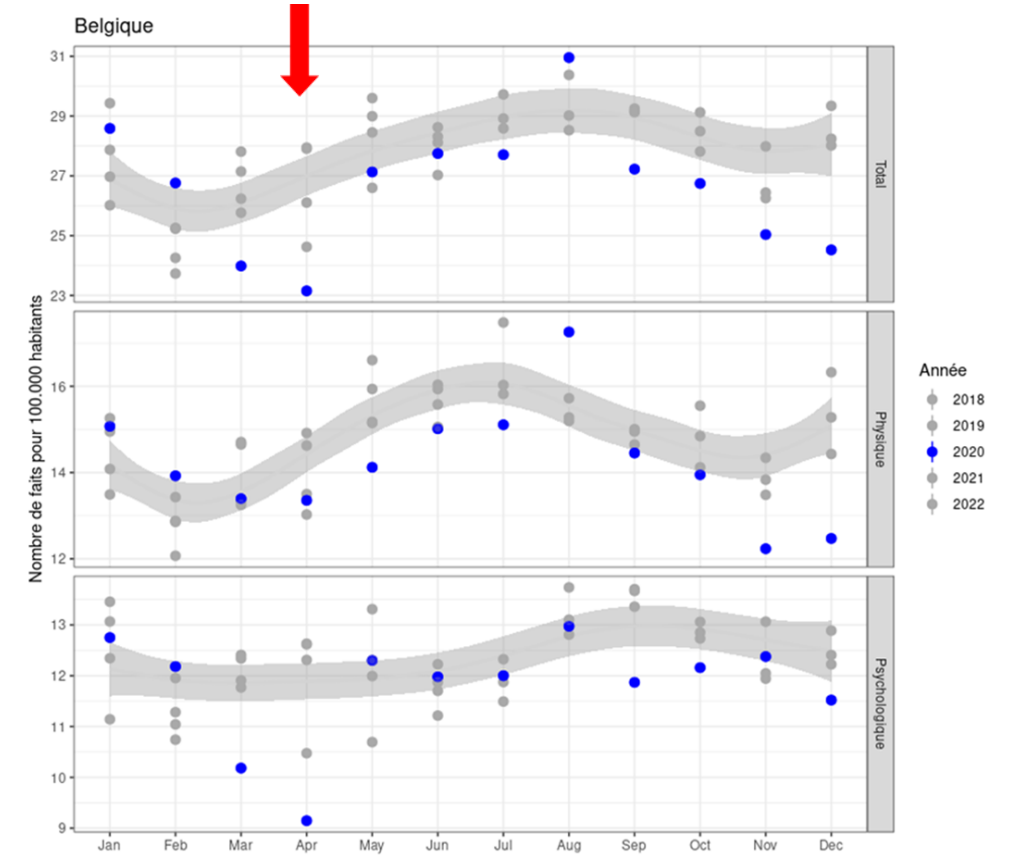 Belgique
Nombre de faits pour 100.000 habitants
31
29
27
25
23
Total
16
14
12
Physique
13
12
11
10
9
Psychologique
Jan Feb Mar Apr May Jun Jul Aug Sep Oct Nov Dec
Année
2018
2019
2020
2021
2022